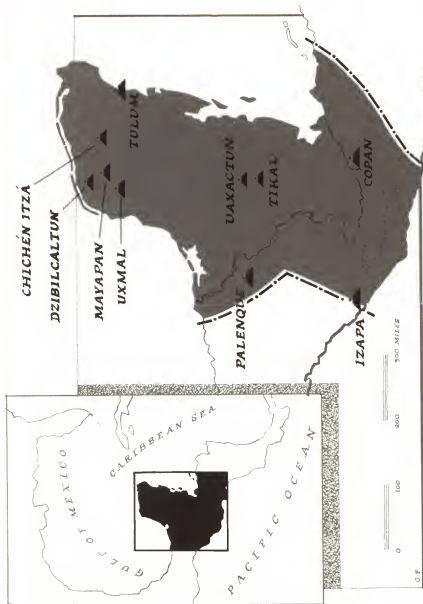 CHICHÉN ITZÁ
DZIBILCALTUN
MAYAPAN
UXMAL
TULUM
UAXACTUN
TIKAL
PALENQUE
COPAN
IZAPA
GULF OF MEXICO
CARIBBEAN SEA
PACIFIC OCEAN
0 100 200 300 MILES
G.F.